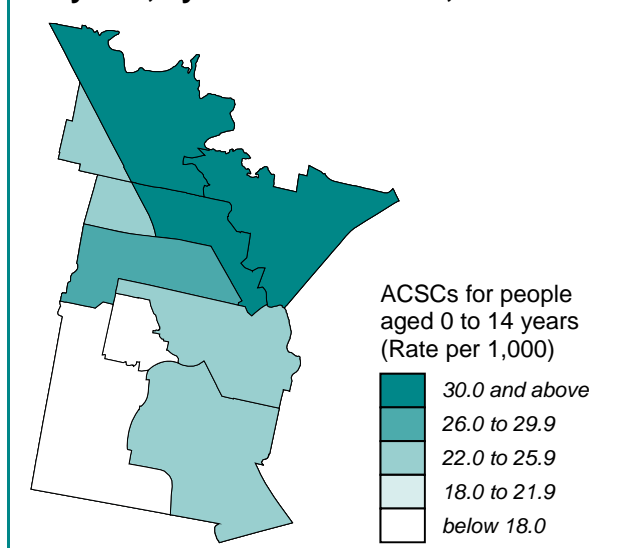 ACSCs for people
aged 0 to 14 years
(Rate per 1,000)
30.0 and above
26.0 to 29.9
22.0 to 25.9
18.0 to 21.9
below 18.0